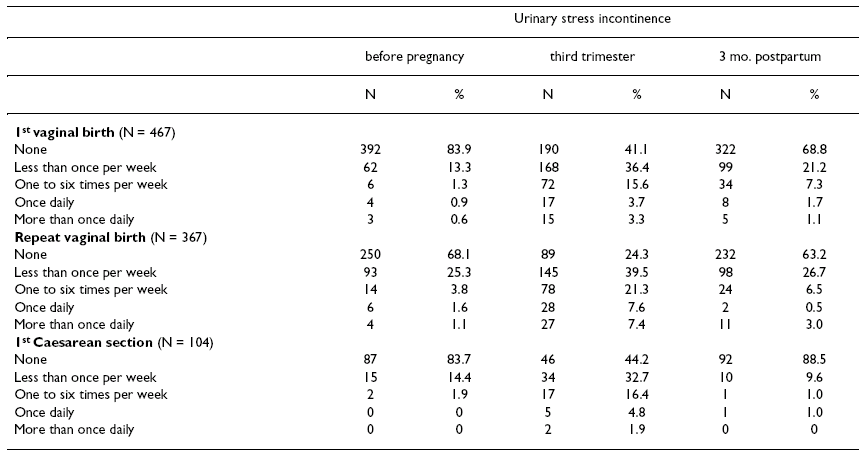 Urinary stress incontinence
before pregnancy third trimester 3 mo. postpartum
N % N % N %
1st vaginal birth (N = 467)
None 392 83.9 190 41.1 322 68.8
Less than once per week 62 13.3 168 36.4 99 21.2
One to six times per week 6 1.3 72 15.6 34 7.3
Once daily 4 0.9 17 3.7 8 1.7
More than once daily 3 0.6 15 3.3 5 1.1
Repeat vaginal birth (N = 367)
None 250 68.1 89 24.3 232 63.2
Less than once per week 93 25.3 145 39.5 98 26.7
One to six times per week 14 3.8 78 21.3 24 6.5
Once daily 6 1.6 28 7.6 2 0.5
More than once daily 4 1.1 27 7.4 11 3.0
1st Caesarean section (N = 104)
None 87 83.7 46 44.2 92 88.5
Less than once per week 15 14.4 34 32.7 10 9.6
One to six times per week 2 1.9 17 16.4 1 1.0
Once daily 0 0 5 4.8 1 1.0
More than once daily 0 0 2 1.9 0 0